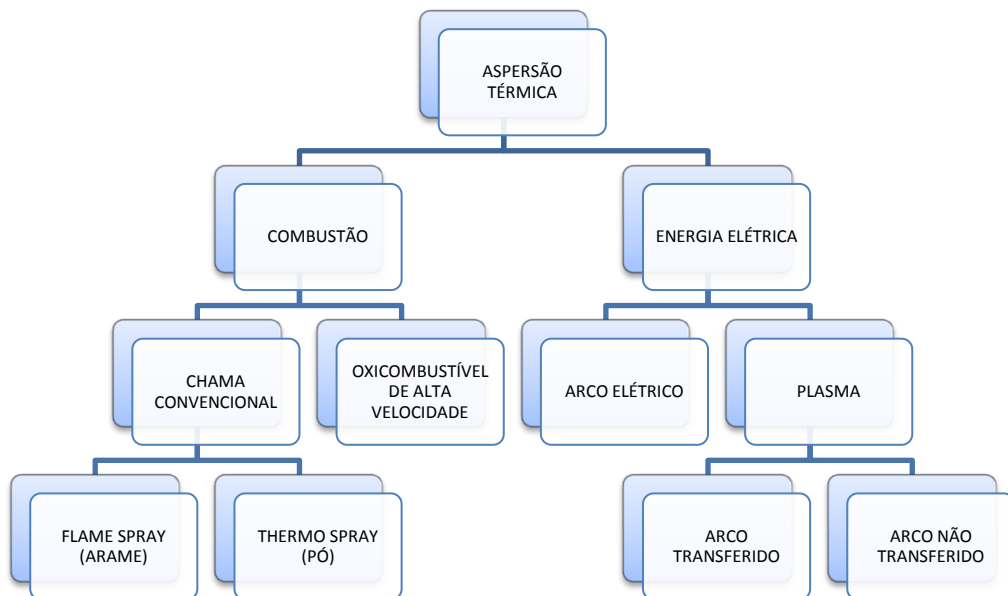 ASPERSÃO
TÉRMICA
COMBUSTÃO
ENERGIA ELÉTRICA
CHAMA
CONVENCIONAL
OXICOMBUSTÍVEL
DE ALTA
VELOCIDADE
ARCO ELÉTRICO
PLASMA
FLAME SPRAY
(ARAME)
THERMO SPRAY
(PÓ)
ARCO
TRANSFERIDO
ARCO NÃO
TRANSFERIDO